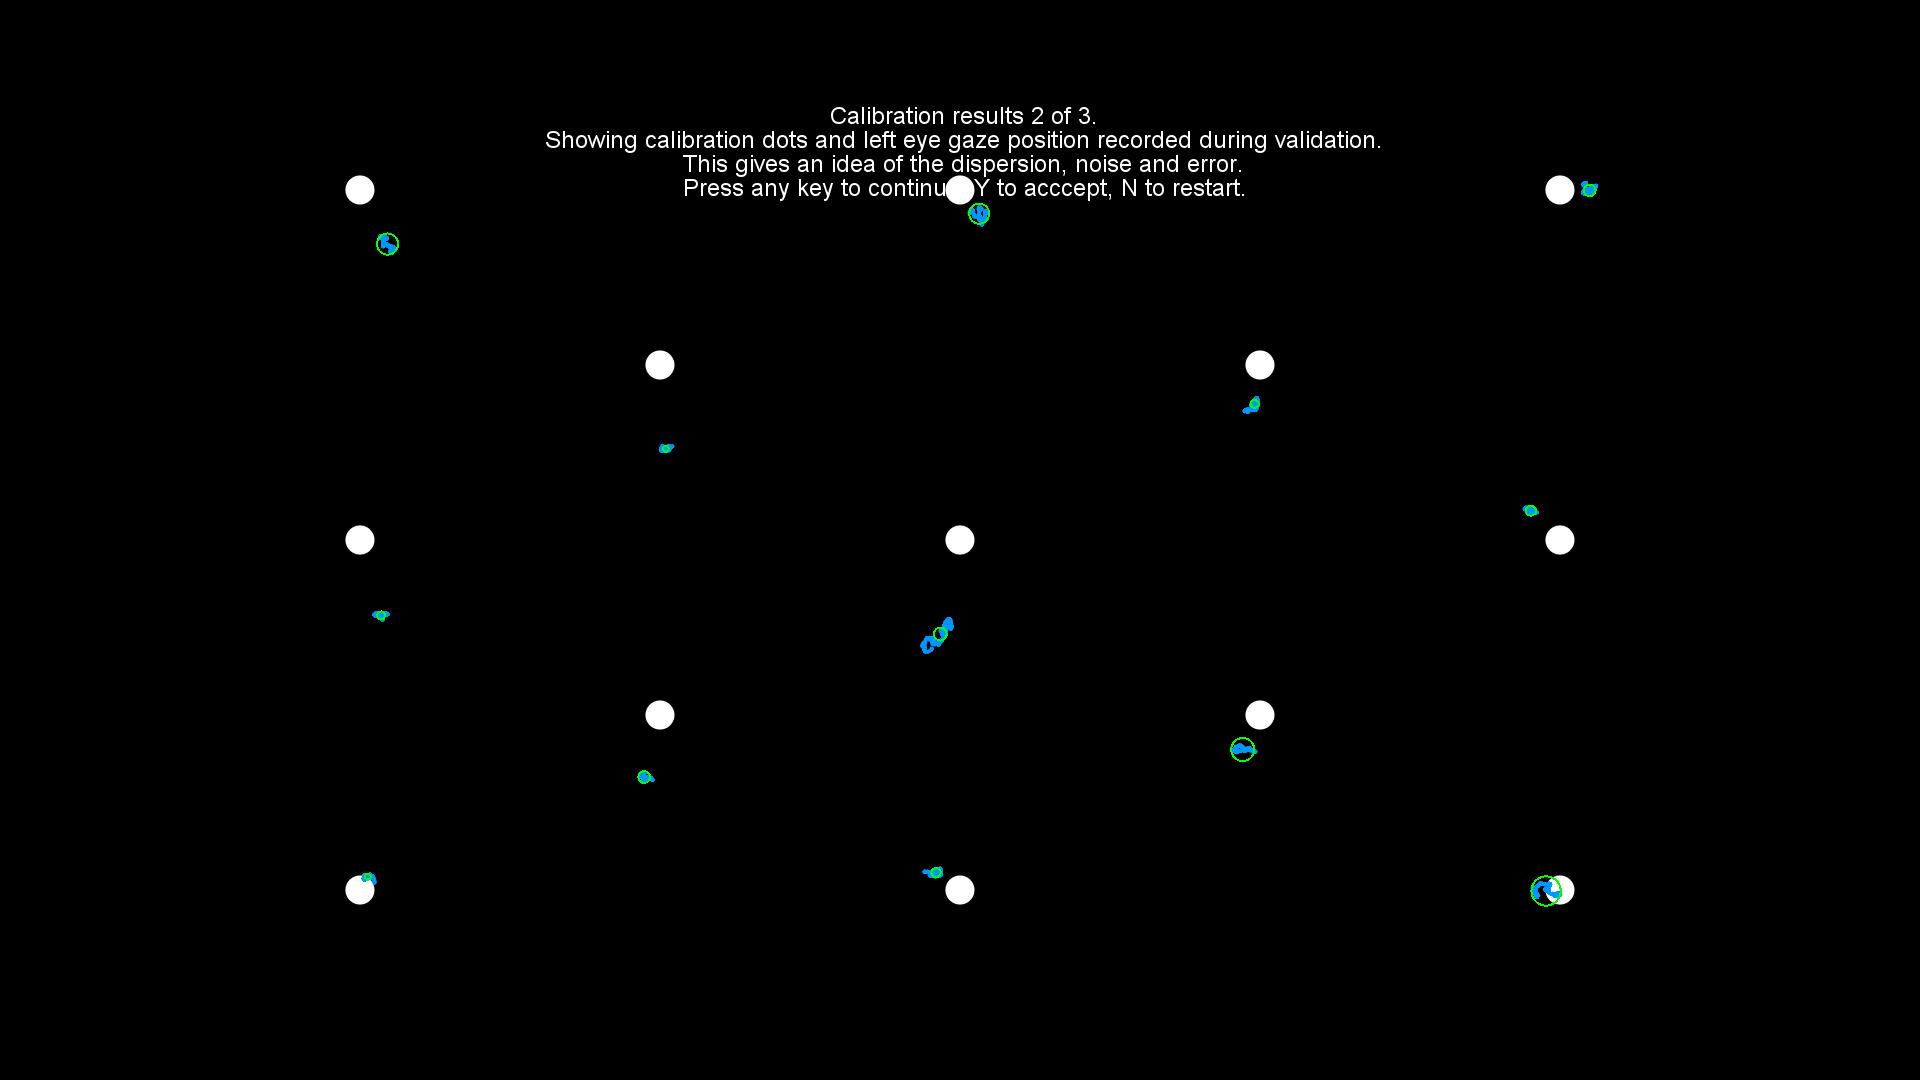 Calibration results 2 of 3.
Showing calibration dots and left eye gaze position recorded during validation.
This gives an idea of the dispersion, noise and error.
Press any key to continu Y to acccept, N to restart.